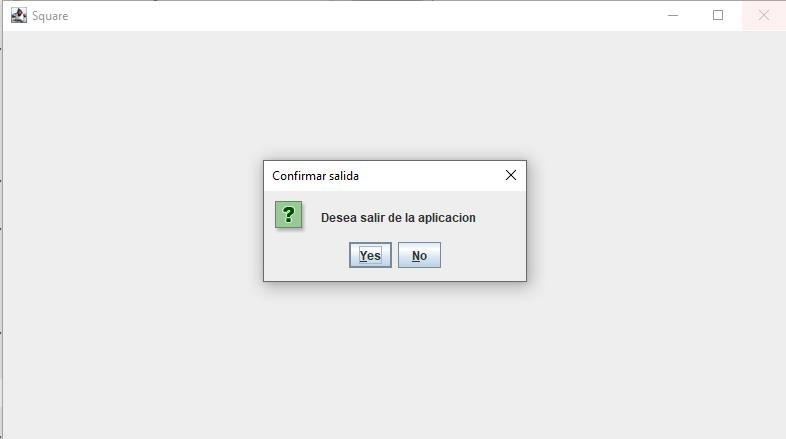 Square
Confirmar salida
Desea salir de la aplicacion
Yes No